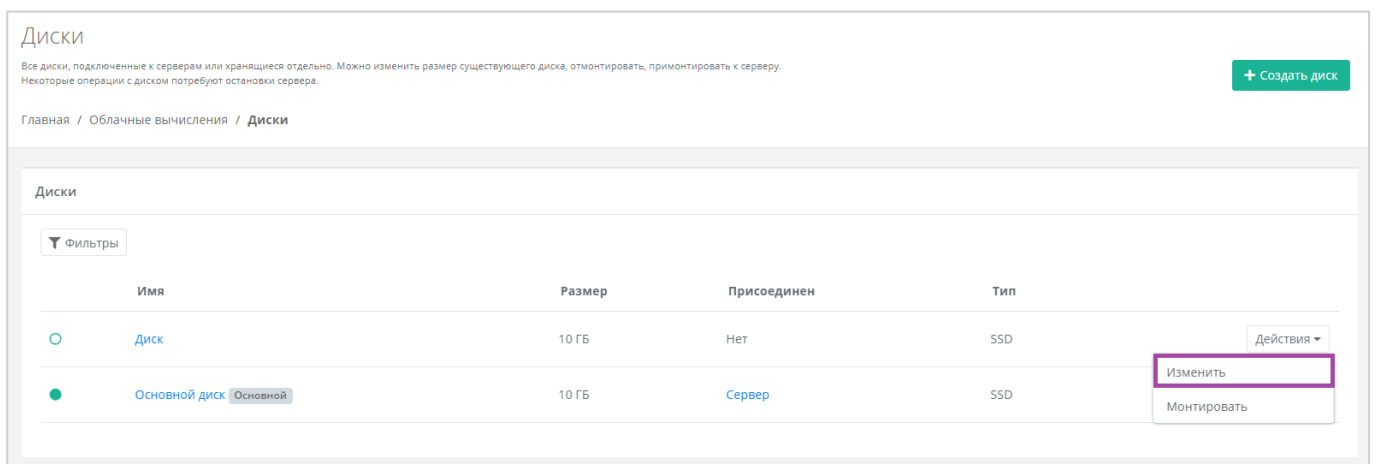 Диски
Все диски, подключенные к серверам или хранящиеся отдельно. Можно изменить размер существующего диска, отмонтировать, примонтировать к серверу.
Некоторые операции с диском потребуют остановки сервера.
+ Создать диск
Главная / Облачные вычисления / Диски
Диски
Фильтры
Имя Размер Присоединен Тип
Диск 10 ГБ Нет SSD Действия
Изменить
Основной диск Основной 10 ГБ Сервер SSD
Монтировать